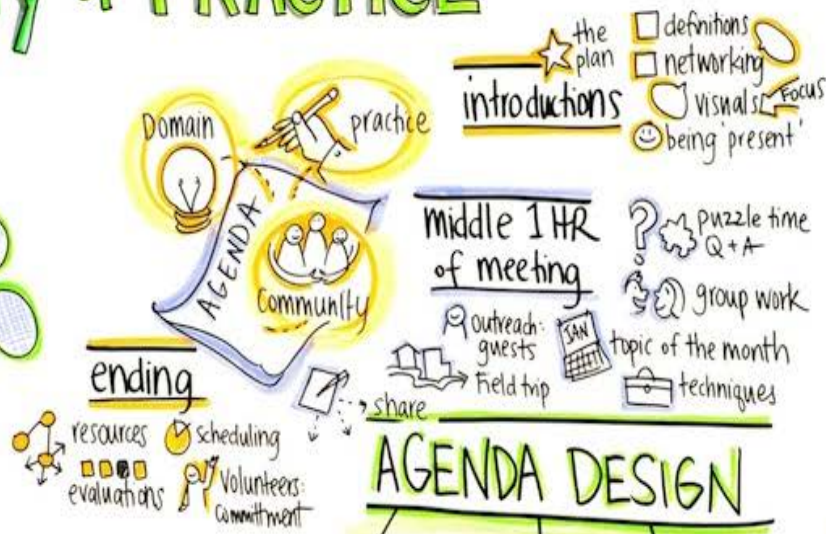 PRACTICE
Domain
practice
AGENDA
Community
introductions
the
plan
definitions
networking
visuals
Focus
being 'present'
middle 1 HR
of meeting
puzzle time
Q + A
group work
outreach:
guests
Field trip
JAN
topic of the month
techniques
share
ending
resources
scheduling
evaluations
Volunteers:
committment
AGENDA DESIGN